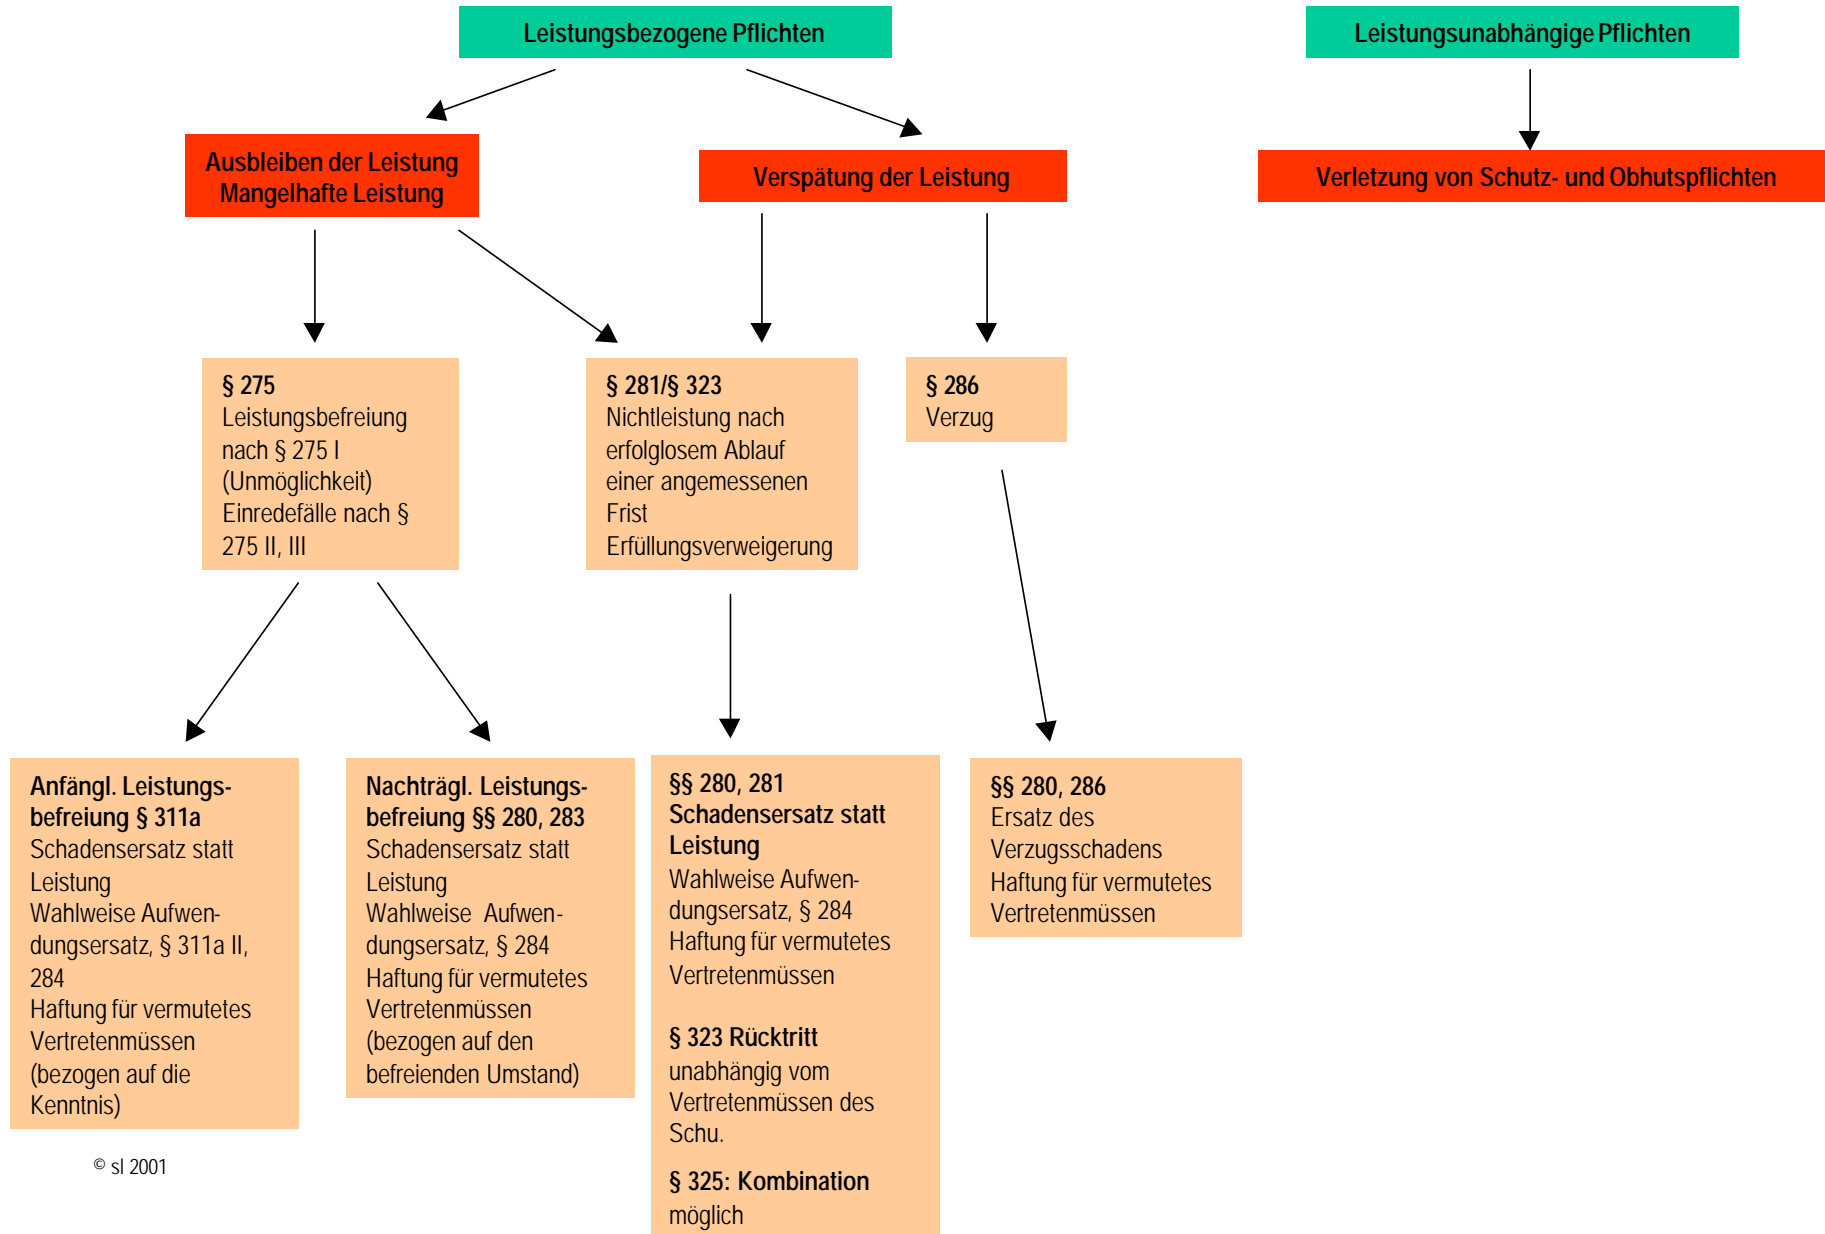 Leistungsbezogene Pflichten
Leistungsunabhängige Pflichten
Ausbleiben der Leistung
Mangelhafte Leistung
Verspätung der Leistung
Verletzung von Schutz- und Obhutspflichten
§ 275
Leistungsbefreiung
nach § 275 I
(Unmöglichkeit)
Einredefälle nach §
275 II, III
§ 281/§ 323
Nichtleistung nach
erfolglosem Ablauf
einer angemessenen
Frist
Erfüllungsverweigerung
§ 286
Verzug
Anfängl. Leistungs-
befreiung § 311a
Schadensersatz statt
Leistung
Wahlweise Aufwen-
dungsersatz, § 311a II,
284
Haftung für vermutetes
Vertretenmüssen
(bezogen auf die
Kenntnis)
Nachträgl. Leistungs-
befreiung §§ 280, 283
Schadensersatz statt
Leistung
Wahlweise Aufwen-
dungsersatz, § 284
Haftung für vermutetes
Vertretenmüssen
(bezogen auf den
befreienden Umstand)
§§ 280, 281
Schadensersatz statt
Leistung
Wahlweise Aufwen-
dungsersatz, § 284
Haftung für vermutetes
Vertretenmüssen
§ 323 Rücktritt
unabhängig vom
Vertretenmüssen des
Schu.
§ 325: Kombination
möglich
§§ 280, 286
Ersatz des
Verzugsschadens
Haftung für vermutetes
Vertretenmüssen
© sl 2001